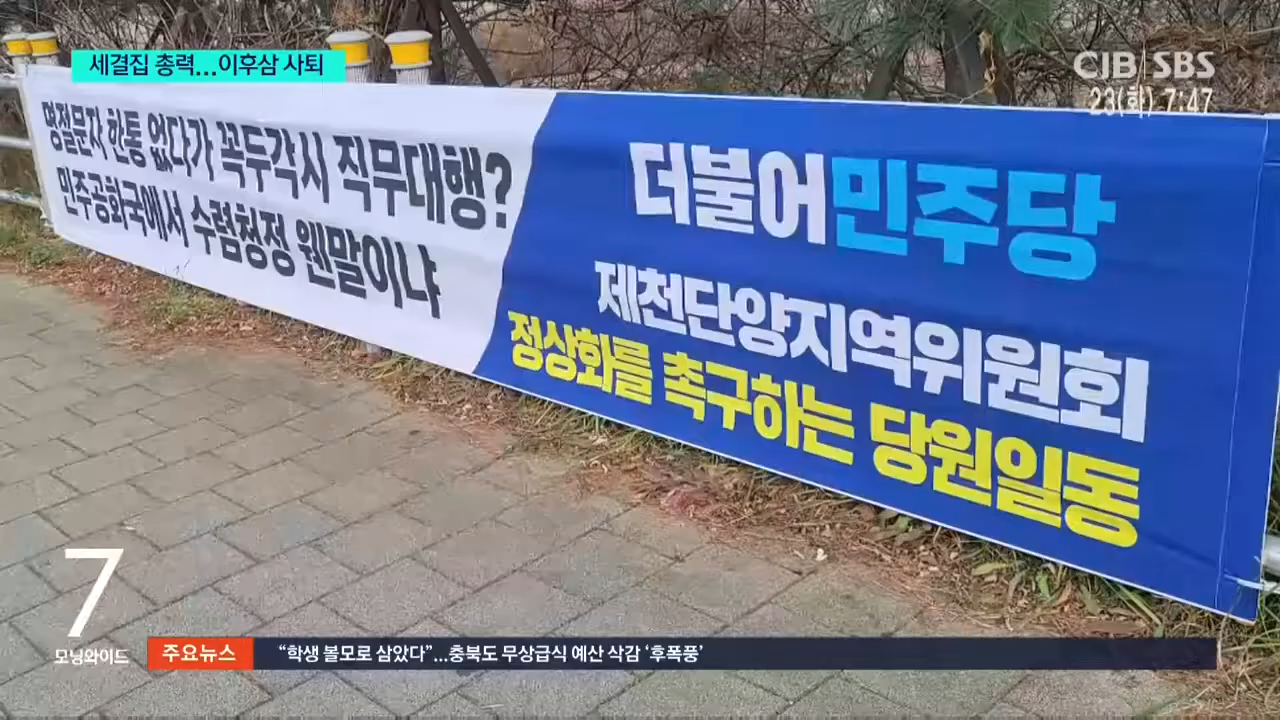 세결집 총력...이후삼 사퇴
CJB SBS
23(화) 7:47
명절문자 한통 없다가 꼭두각시 직무대행?
민주공화국에서 수렴청정 웬말이냐
더불어민주당
제천단양지역위원회
정상화를 촉구하는 당원일동
7
모닝와이드
주요뉴스
“학생 볼모로 삼았다”...충북도 무상급식 예산 삭감 ‘후폭풍’